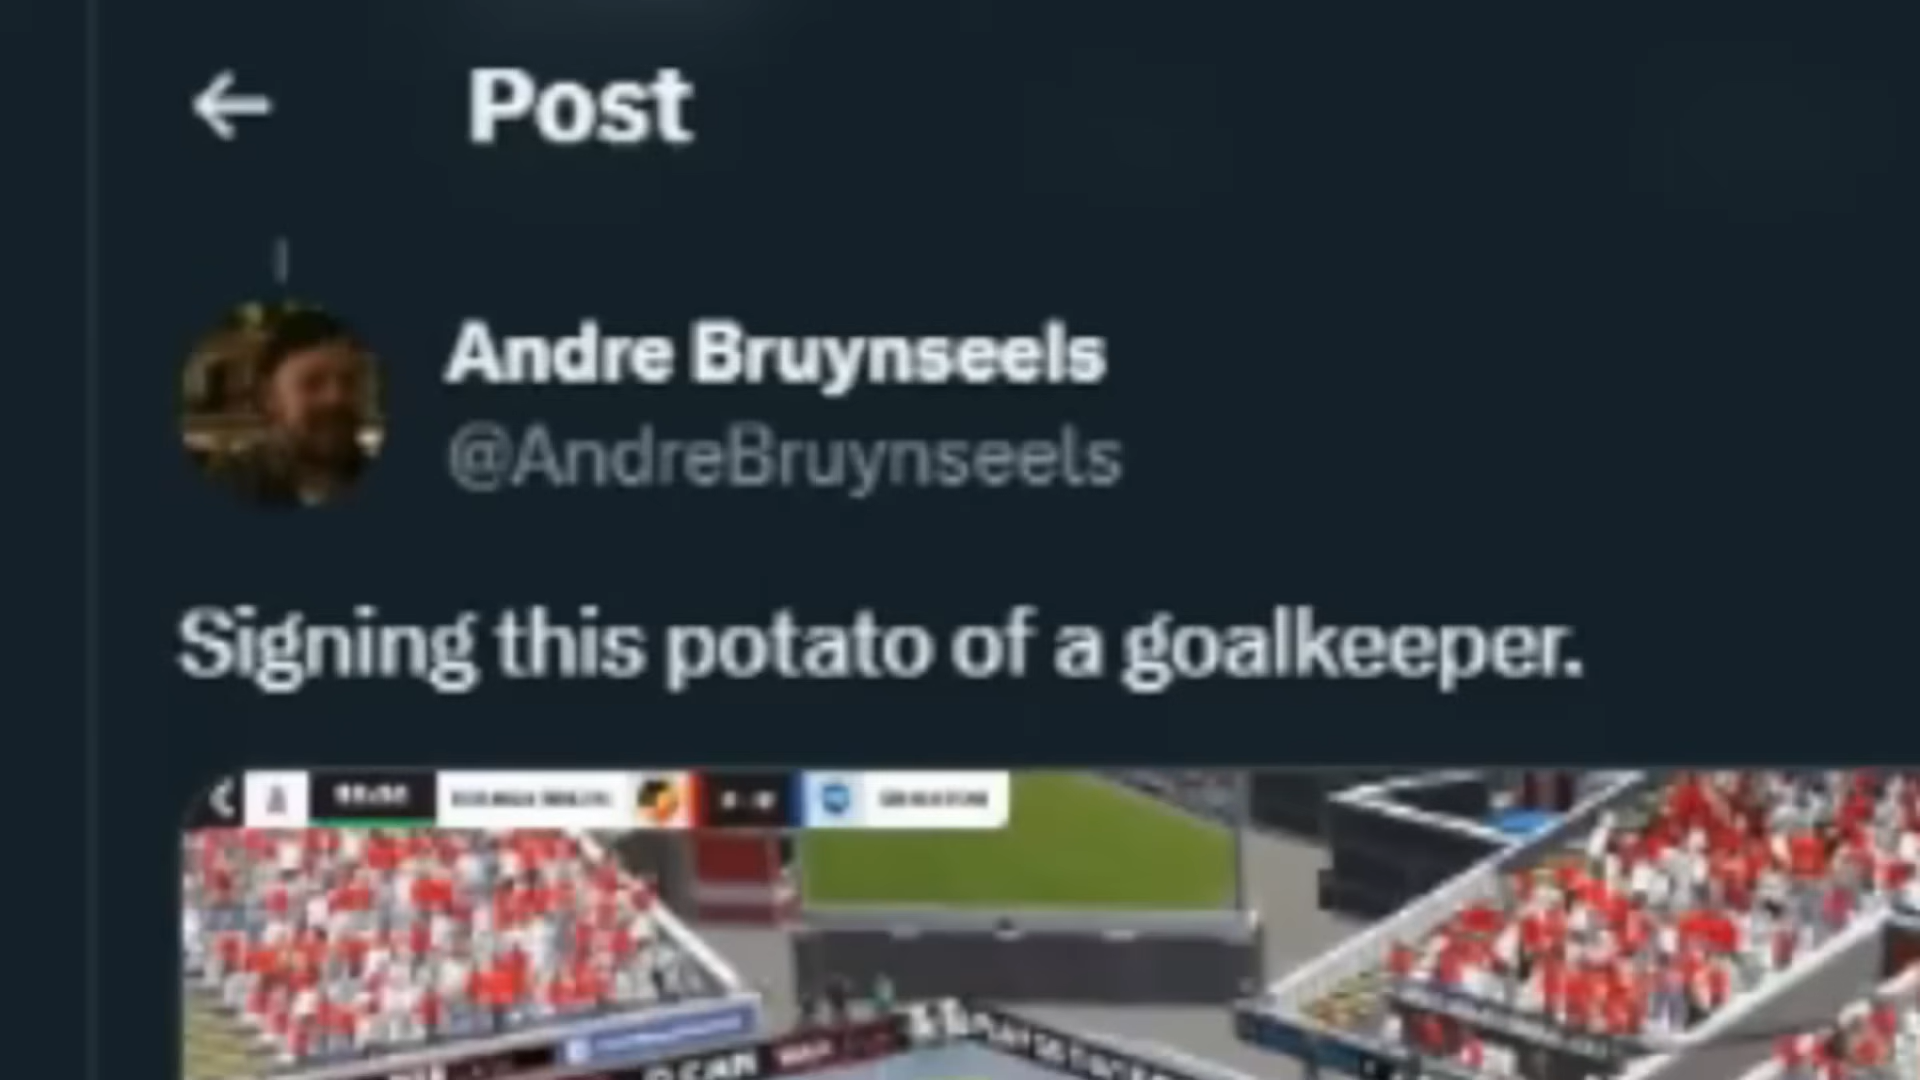 Post
Andre Bruynseels
@AndreBruynseels
Signing this potato of a goalkeeper.